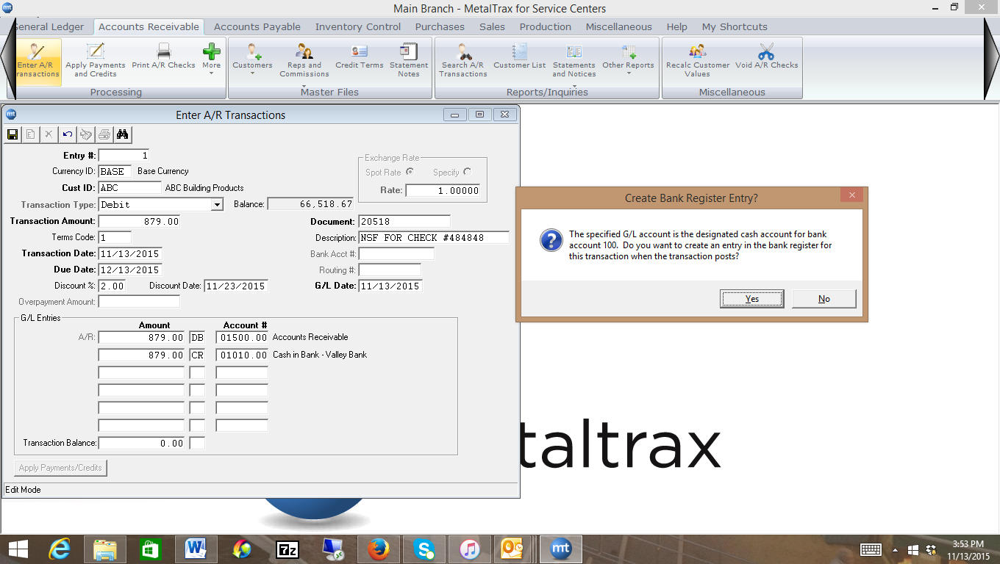 mt
Main Branch - MetalTrax for Service Centers
General Ledger Accounts Receivable Accounts Payable Inventory Control Purchases Sales Production Miscellaneous Help My Shortcuts
Enter A/R Transactions
Apply Payments and Credits
Print A/R Checks
More
Processing
Customers
Reps and Commissions
Credit Terms
Statement Notes
Master Files
Search A/R Transactions
Customer List
Statements and Notices
Other Reports
Reports/Inquiries
Recalc Customer Values
Void A/R Checks
Miscellaneous
mt
Enter A/R Transactions
Entry #: 1
Currency ID: BASE Base Currency
Cust ID: ABC ABC Building Products
Transaction Type: Debit Balance: 66,518.67
Exchange Rate
Spot Rate Specify
Rate: 1.00000
Transaction Amount: 879.00 Document: 20518
Terms Code: 1 Description: NSF FOR CHECK #484848
Transaction Date: 11/13/2015 Bank Acct #:
Due Date: 12/13/2015 Routing #:
Discount %: 2.00 Discount Date: 11/23/2015 G/L Date: 11/13/2015
Overpayment Amount:
G/L Entries
Amount Account #
A/R: 879.00 DB 01500.00 Accounts Receivable
879.00 CR 01010.00 Cash in Bank - Valley Bank
Transaction Balance: 0.00
Apply Payments/Credits
Edit Mode
Create Bank Register Entry?
The specified G/L account is the designated cash account for bank
account 100. Do you want to create an entry in the bank register for
this transaction when the transaction posts?
Yes No
taltrax
7z
mt
3:53 PM
11/13/2015